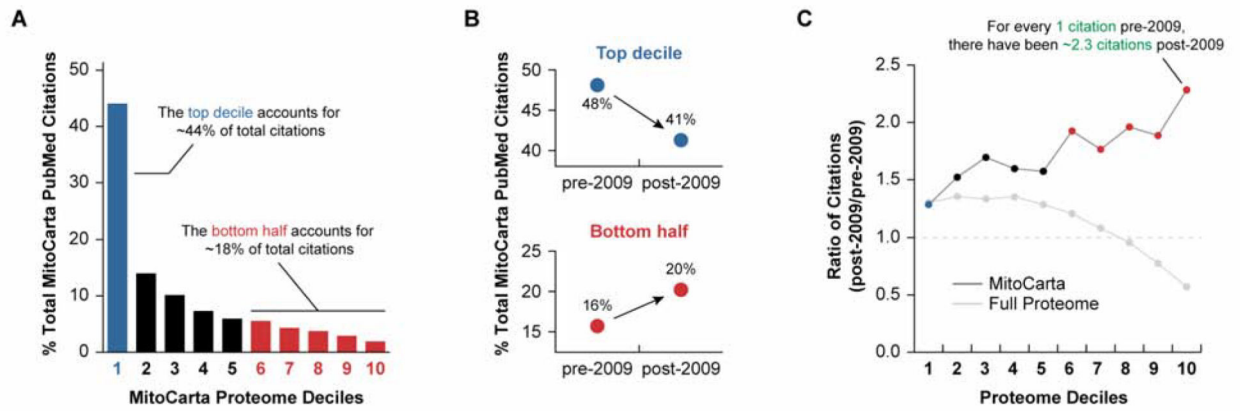 A
% Total MitoCarta PubMed Citations
50
40
30
20
10
0
The top decile accounts for
~44% of total citations
The bottom half accounts for
~18% of total citations
1 2 3 4 5 6 7 8 9 10
MitoCarta Proteome Deciles
B
% Total MitoCarta PubMed Citations
Top decile
50
45
40
48%
41%
pre-2009 post-2009
Bottom half
25
20
15
16%
20%
pre-2009 post-2009
C
For every 1 citation pre-2009,
there have been ~2.3 citations post-2009
Ratio of Citations
(post-2009/pre-2009)
2.5
2.0
1.5
1.0
0.5
0.0
MitoCarta
Full Proteome
1 2 3 4 5 6 7 8 9 10
Proteome Deciles